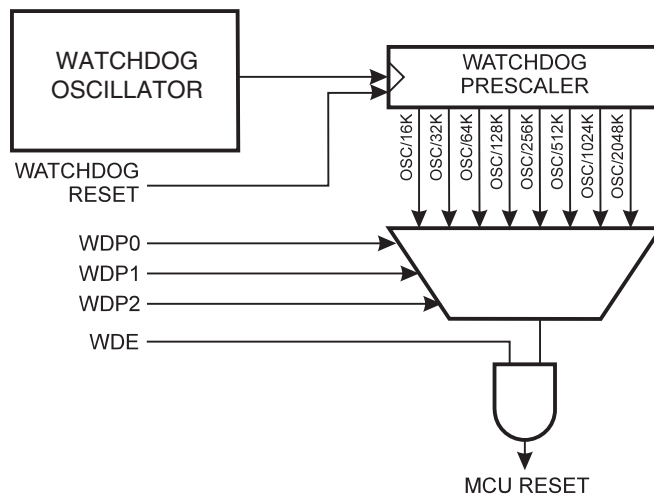 WATCHDOG
OSCILLATOR
WATCHDOG
PRESCALER
OSC/16K
OSC/32K
OSC/64K
OSC/128K
OSC/256K
OSC/512K
OSC/1024K
OSC/2048K
WATCHDOG
RESET
WDP0
WDP1
WDP2
WDE
MCU RESET